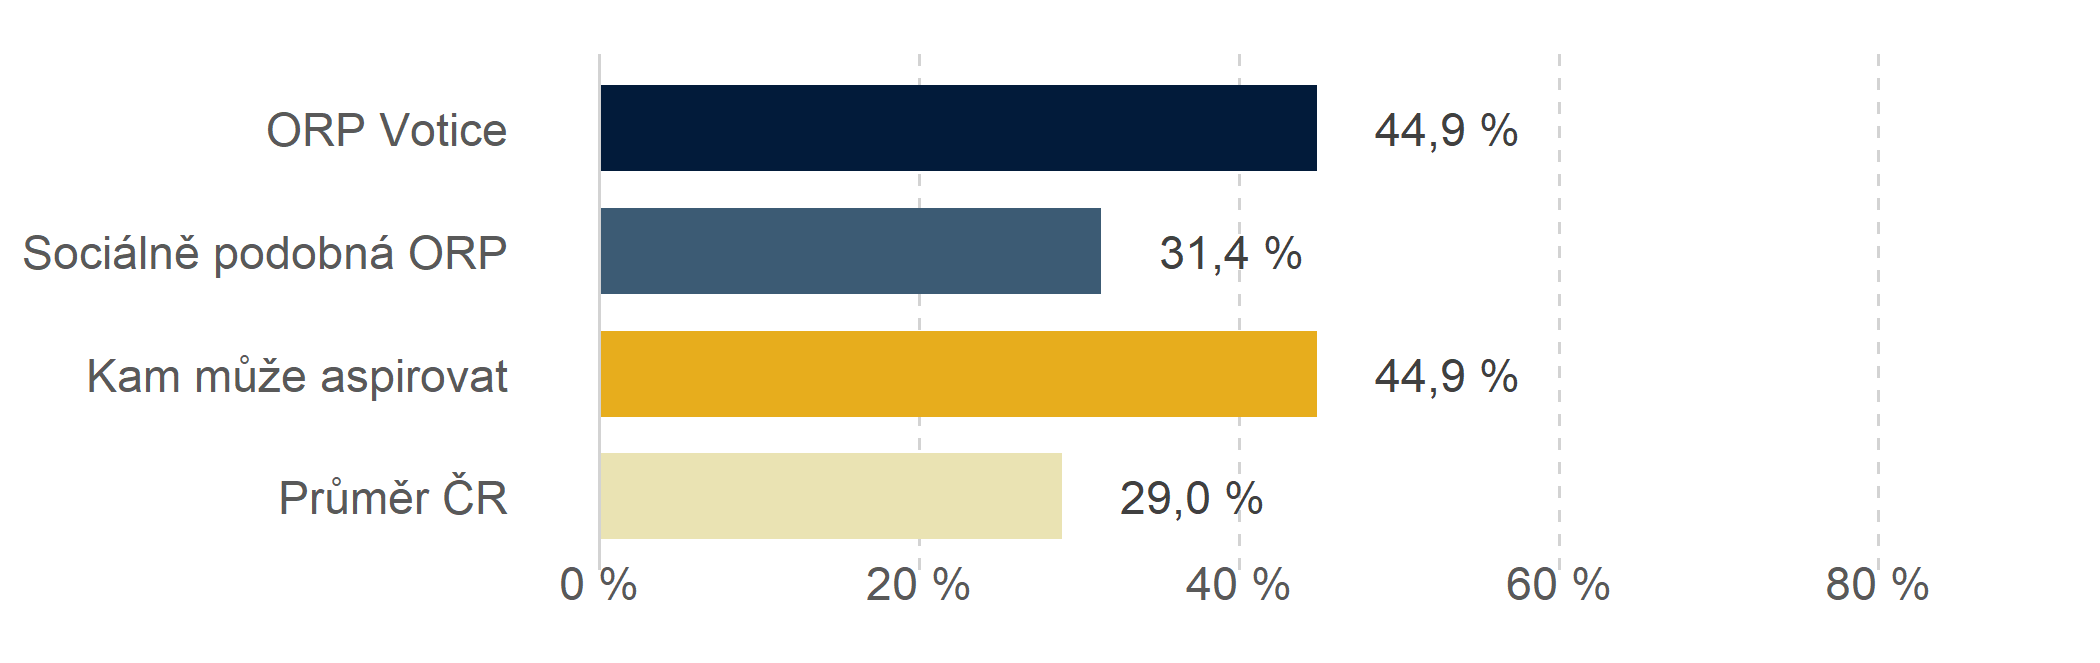 ORP Votice
44,9 %
Sociálně podobná ORP
31,4 %
Kam může aspirovat
44,9 %
Průměr ČR
29,0 %
0 %
20 %
40 %
60 %
80 %